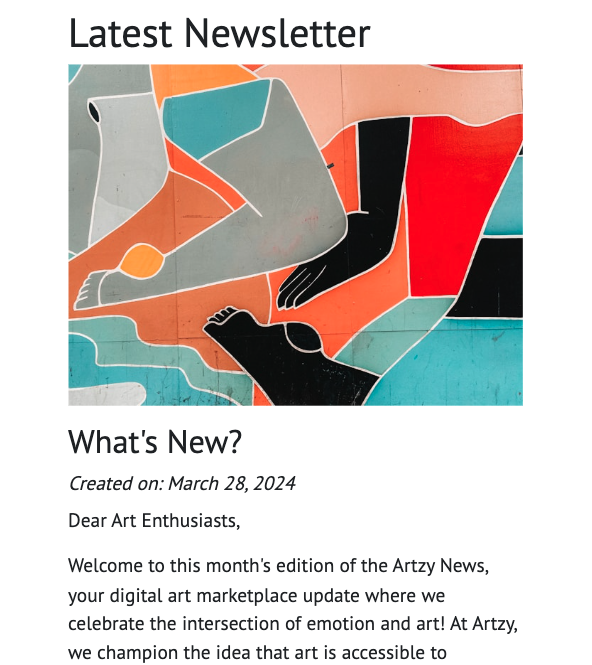 Latest Newsletter
What's New?
Created on: March 28, 2024
Dear Art Enthusiasts,
Welcome to this month's edition of the Artzy News,
your digital art marketplace update where we
celebrate the intersection of emotion and art! At Artzy,
we champion the idea that art is accessible to